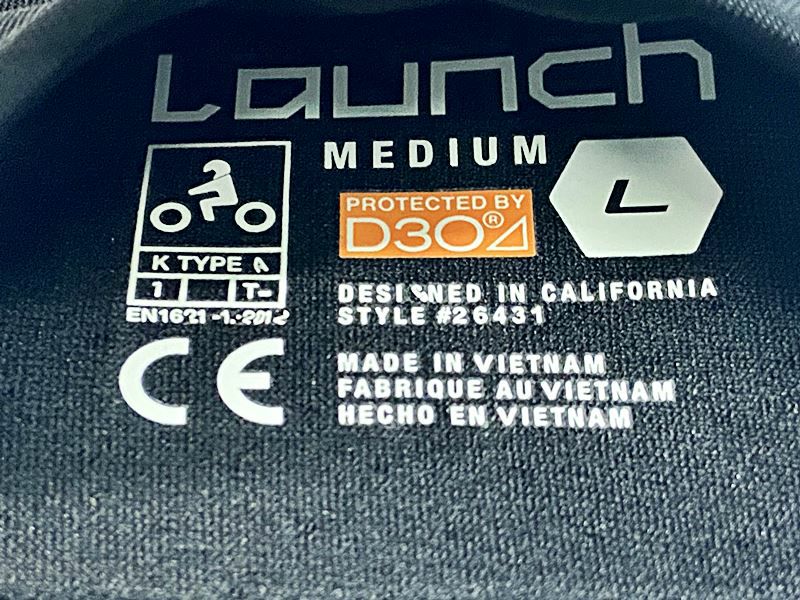 Launch
MEDIUM
L
PROTECTED BY
D3O®
K TYPE A
1 T-
EN1621-1:2012
DESIGNED IN CALIFORNIA
STYLE #26431
CE
MADE IN VIETNAM
FABRIQUE AU VIETNAM
HECHO EN VIETNAM